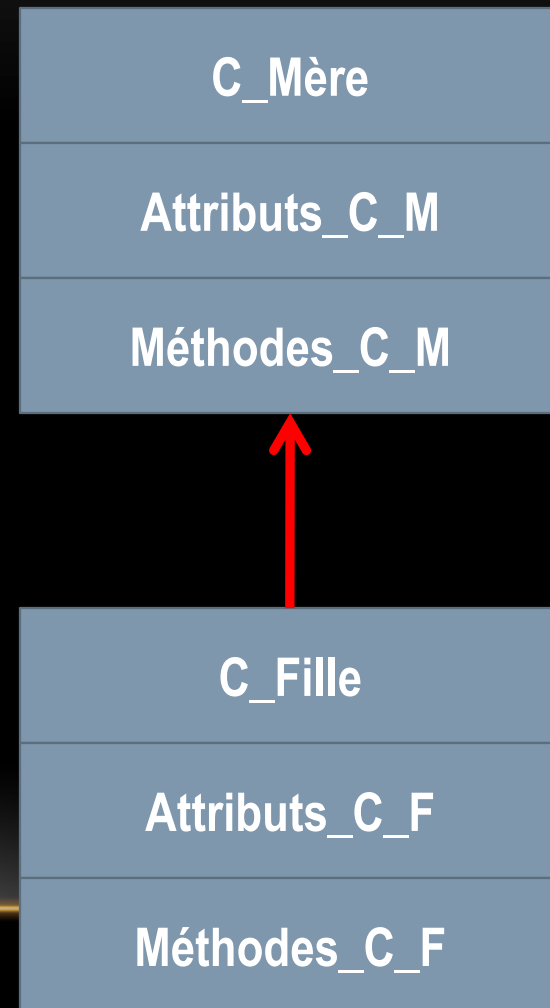 C_Mère
Attributs_C_M
Méthodes_C_M
C_Fille
Attributs_C_F
Méthodes_C_F